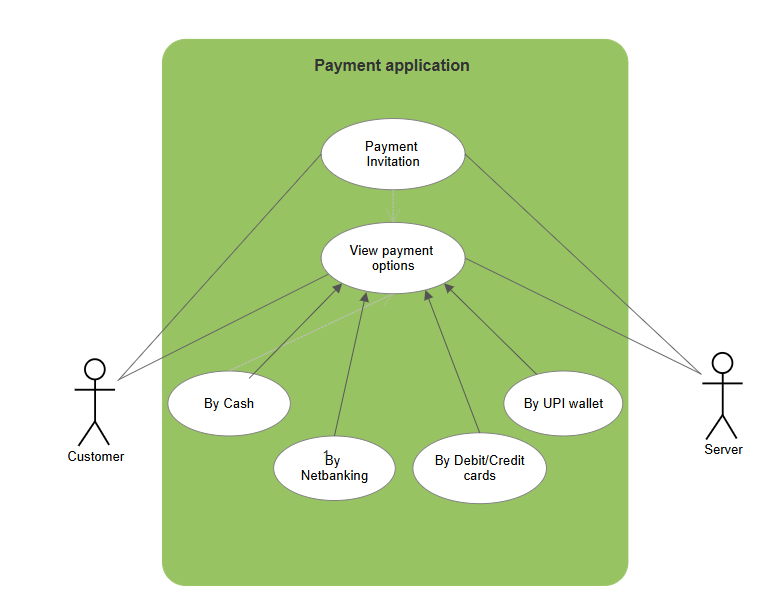 Payment application
Payment
Invitation
View payment
options
By Cash
By UPI wallet
1
By
Netbanking
By Debit/Credit
cards
Customer
Server